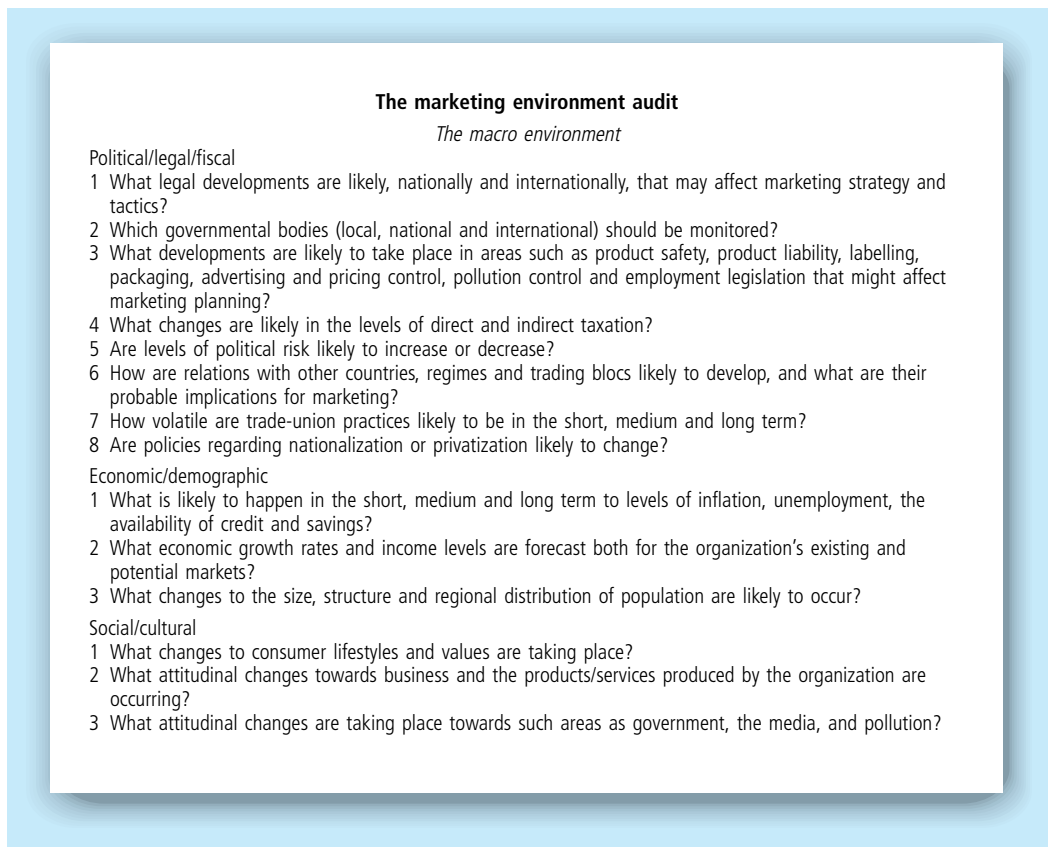 The marketing environment audit
The macro environment
Political/legal/fiscal
1 What legal developments are likely, nationally and internationally, that may affect marketing strategy and
tactics?
2 Which governmental bodies (local, national and international) should be monitored?
3 What developments are likely to take place in areas such as product safety, product liability, labelling,
packaging, advertising and pricing control, pollution control and employment legislation that might affect
marketing planning?
4 What changes are likely in the levels of direct and indirect taxation?
5 Are levels of political risk likely to increase or decrease?
6 How are relations with other countries, regimes and trading blocs likely to develop, and what are their
probable implications for marketing?
7 How volatile are trade-union practices likely to be in the short, medium and long term?
8 Are policies regarding nationalization or privatization likely to change?
Economic/demographic
1 What is likely to happen in the short, medium and long term to levels of inflation, unemployment, the
availability of credit and savings?
2 What economic growth rates and income levels are forecast both for the organization's existing and
potential markets?
3 What changes to the size, structure and regional distribution of population are likely to occur?
Social/cultural
1 What changes to consumer lifestyles and values are taking place?
2 What attitudinal changes towards business and the products/services produced by the organization are
occurring?
3 What attitudinal changes are taking place towards such areas as government, the media, and pollution?